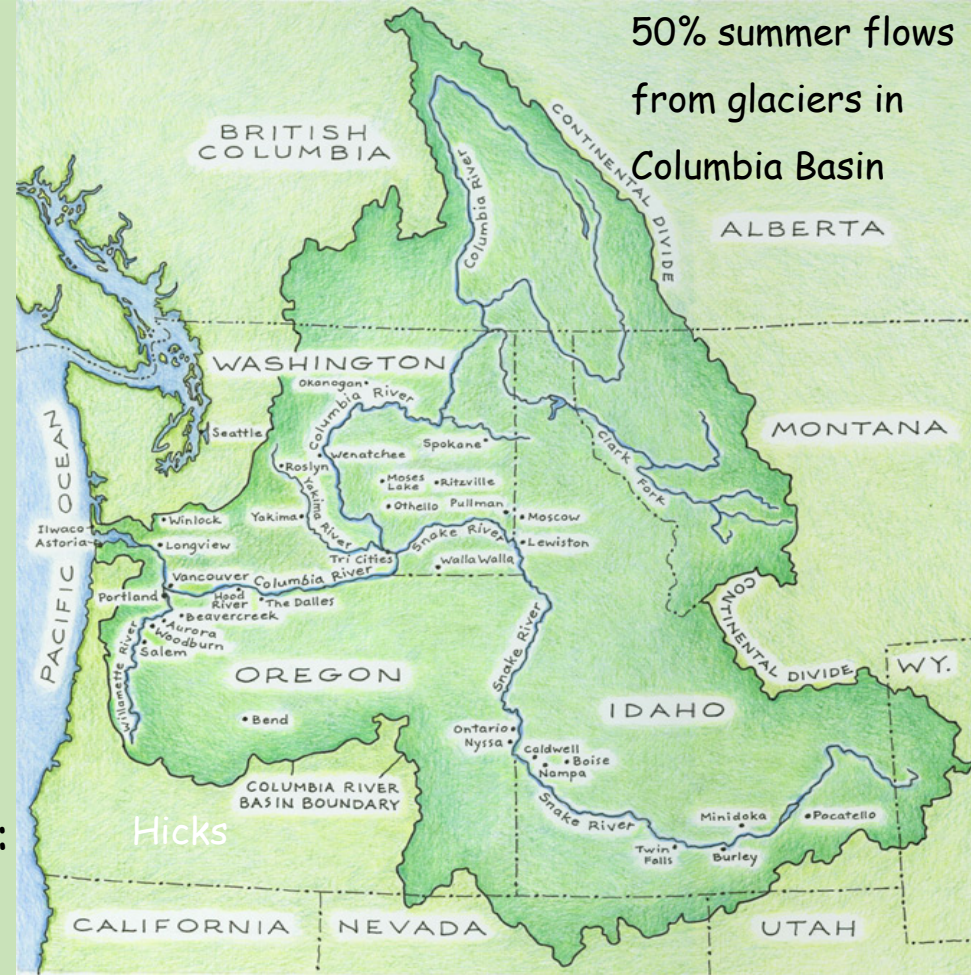 50% summer flows
from glaciers in
Columbia Basin
BRITISH
COLUMBIA
CONTINENTAL DIVIDE
Columbia River
ALBERTA
WASHINGTON
Okanogan
Columbia River
MONTANA
Seattle
Spokane
Wenatchee
Clark
Fork
Roslyn
Moses
Lake
Ritzville
PACIFIC OCEAN
Yakima River
Othello
Pullman
Moscow
Winlock
Yakima
Ilwaco
Astoria
Longview
Snake River
Lewiston
Tri Cities
Walla Walla
Vancouver
Columbia River
Portland
Hood
River
The Dalles
Beavercreek
Aurora
Woodburn
Salem
Willamette River
CONTINENTAL DIVIDE
WY.
OREGON
Snake River
IDAHO
Bend
Ontario
Nyssa
Caldwell
Boise
Nampa
COLUMBIA RIVER
BASIN BOUNDARY
Snake River
Minidoka
Pocatello
:
Hicks
Twin
Falls
Burley
CALIFORNIA
NEVADA
UTAH